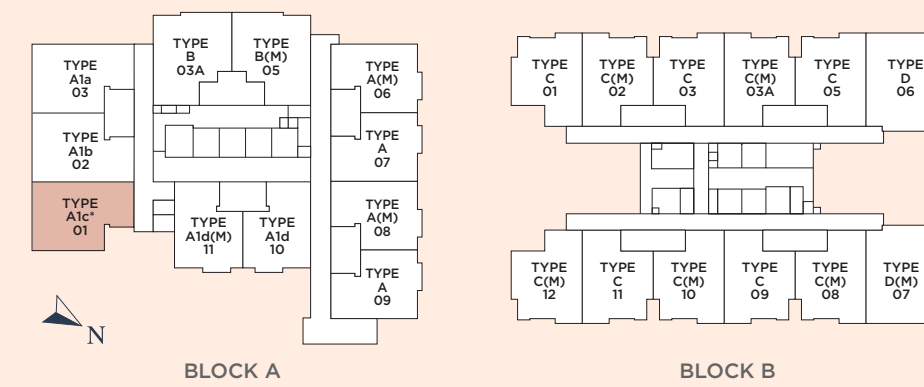 TYPE
A1a
03
TYPE
B
03A
TYPE
B(M)
05
TYPE
A(M)
06
TYPE
A1b
02
TYPE
A
07
TYPE
A1c*
01
TYPE
A1d(M)
11
TYPE
A1d
10
TYPE
A(M)
08
TYPE
A
09
N
BLOCK A
TYPE
C
01
TYPE
C(M)
02
TYPE
C
03
TYPE
C(M)
03A
TYPE
C
05
TYPE
D
06
TYPE
C(M)
12
TYPE
C
11
TYPE
C(M)
10
TYPE
C
09
TYPE
C(M)
08
TYPE
D(M)
07
BLOCK B